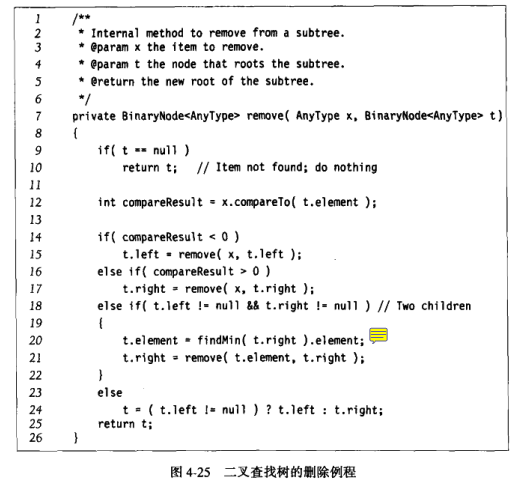 1 /**
2 * Internal method to remove from a subtree.
3 * @param x the item to remove.
4 * @param t the node that roots the subtree.
5 * @return the new root of the subtree.
6 */
7 private BinaryNode<AnyType> remove( AnyType x, BinaryNode<AnyType> t)
8 {
9 if( t == null )
10 return t; // Item not found; do nothing
11
12 int compareResult = x.compareTo( t.element );
13
14 if( compareResult < 0 )
15 t.left = remove( x, t.left );
16 else if( compareResult > 0 )
17 t.right = remove( x, t.right );
18 else if( t.left != null && t.right != null ) // Two children
19 {
20 t.element = findMin( t.right ).element;
21 t.right = remove( t.element, t.right );
22 }
23 else
24 t = ( t.left != null ) ? t.left : t.right;
25 return t;
26 }
图 4-25 二叉查找树的删除例程